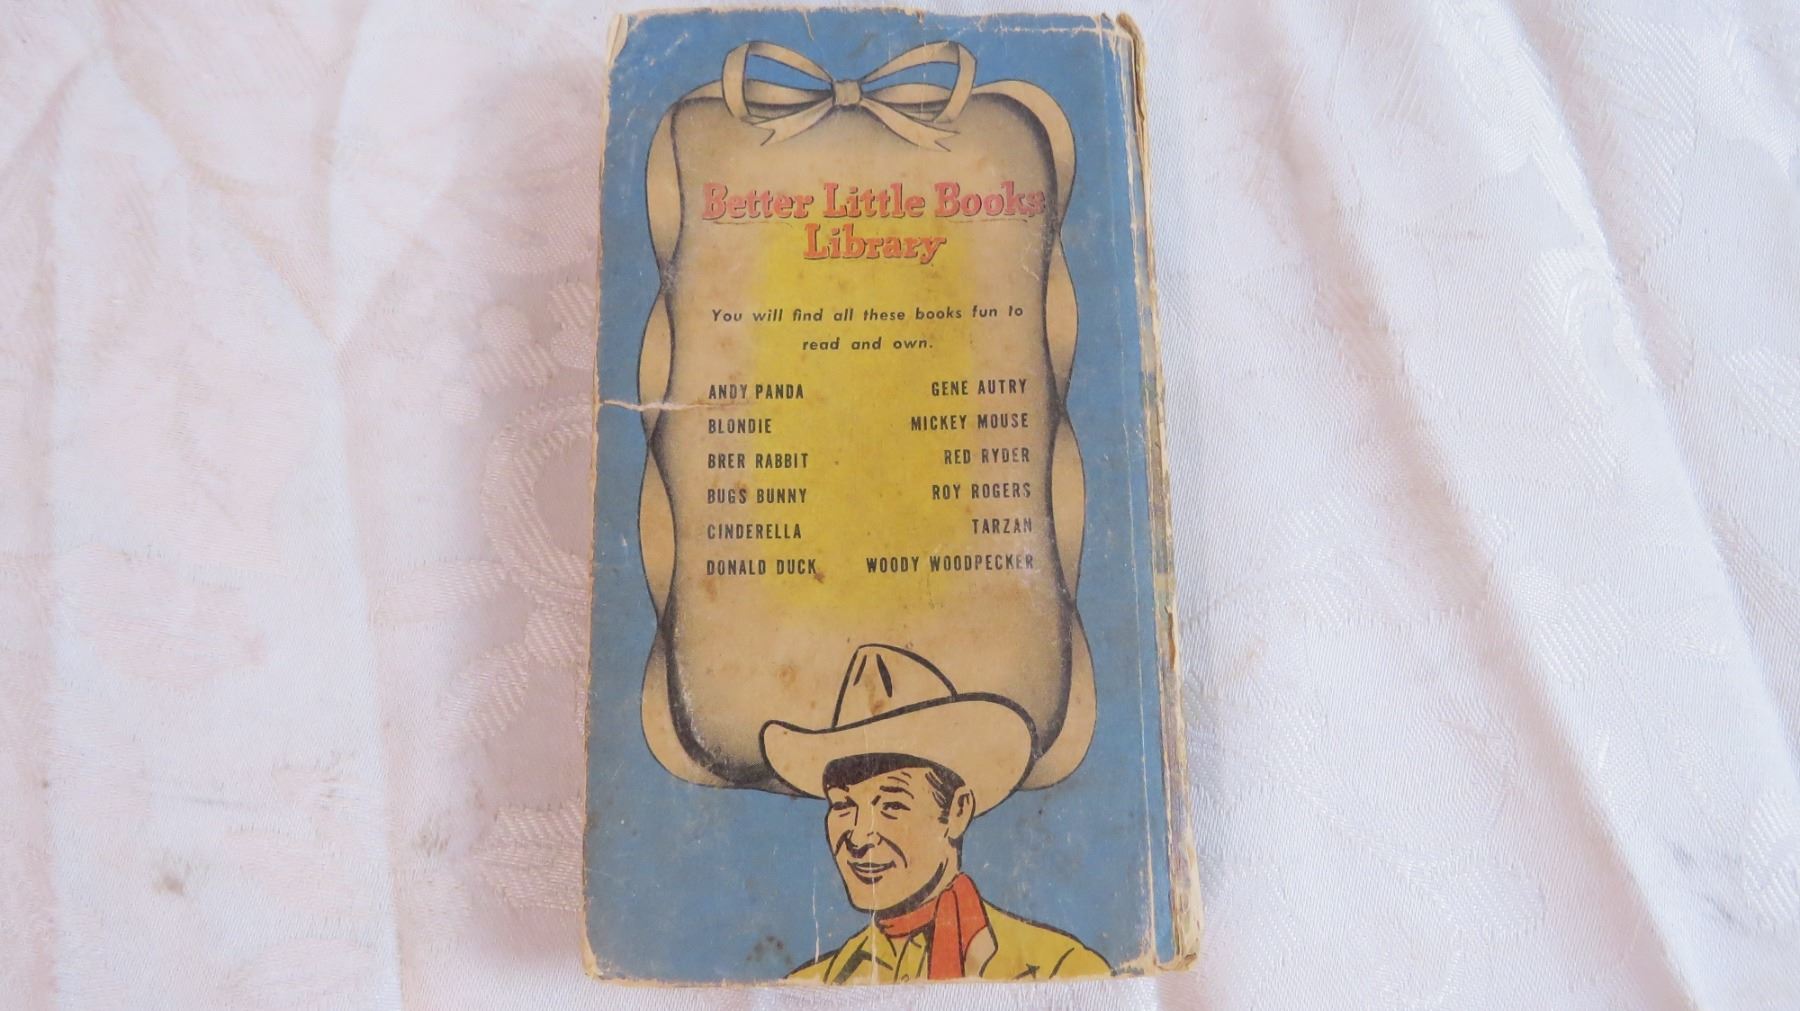 Better Little Books
Library
You will find all these books fun to
read and own.
ANDY PANDA
BLONDIE
BRER RABBIT
BUGS BUNNY
CINDERELLA
DONALD DUCK
GENE AUTRY
MICKEY MOUSE
RED RYDER
ROY ROGERS
TARZAN
WOODY WOODPECKER